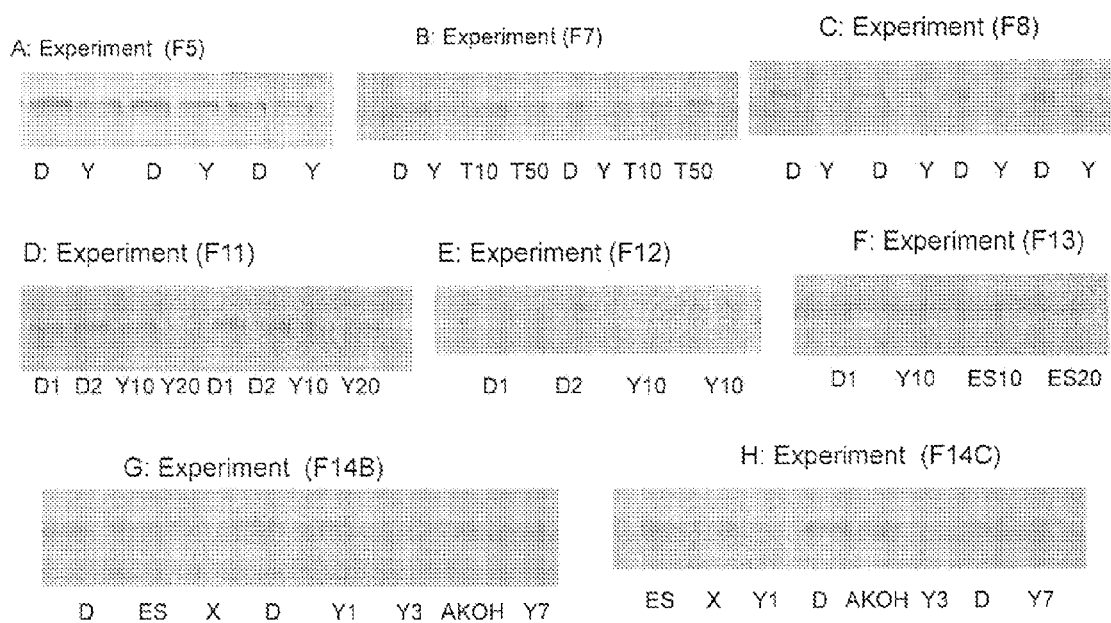 A: Experiment (F5)
B: Experiment (F7)
C: Experiment (F8)
D Y D Y D Y
D Y T10 T50 D Y T10 T50
D Y D Y D Y D Y
D: Experiment (F11)
E: Experiment (F12)
F: Experiment (F13)
D1 D2 Y10 Y20 D1 D2 Y10 Y20
D1 D2 Y10 Y10
D1 Y10 ES10 ES20
G: Experiment (F14B)
H: Experiment (F14C)
D ES X D Y1 Y3 AKOH Y7
ES X Y1 D AKOH Y3 D Y7